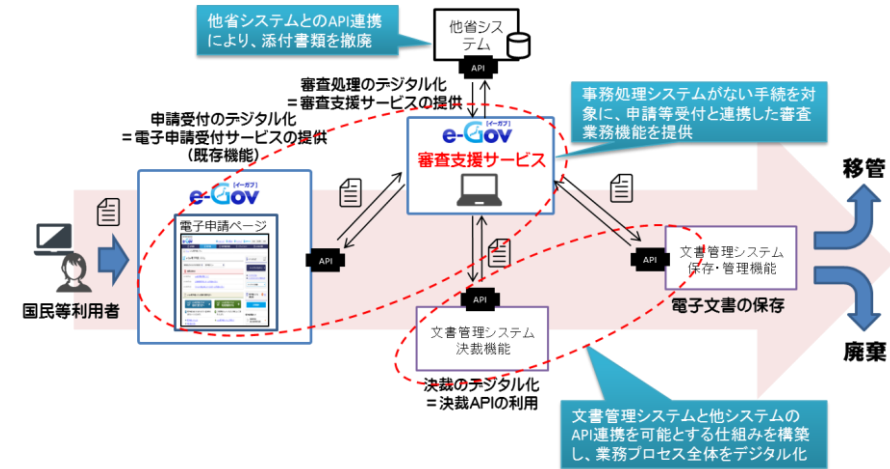 他省システムとのAPI連携
により、添付書類を撤廃
他省シス
テム
API
審査処理のデジタル化
＝審査支援サービスの提供
事務処理システムがない手続を対
象に、申請等受付と連携した審査
業務機能を提供
申請受付のデジタル化
＝電子申請受付サービスの提供
（既存機能）
e-Gov
[イーガブ]
審査支援サービス
e-Gov
[イーガブ]
電子申請ページ
API
国民等利用者
移管
API
文書管理システム
保存・管理機能
電子文書の保存
廃棄
API
文書管理システム
決裁機能
決裁のデジタル化
＝決裁APIの利用
文書管理システムと他システムの
API連携を可能とする仕組みを構築
し、業務プロセス全体をデジタル化